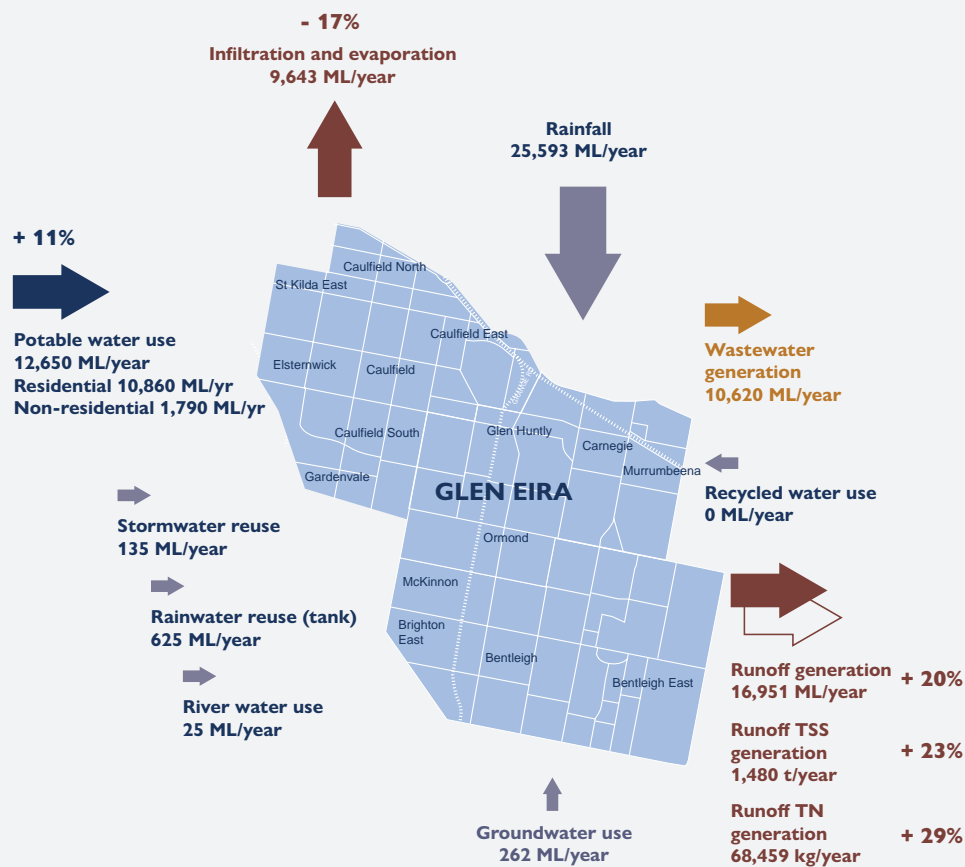 - 17%
Infiltration and evaporation
9,643 ML/year
Rainfall
25,593 ML/year
+ 11%
Potable water use
12,650 ML/year
Residential 10,860 ML/yr
Non-residential 1,790 ML/yr
Caulfield North
St Kilda East
Caulfield East
Elsternwick
Caulfield
Caulfield South
Glen Huntly
Carnegie
Murrumbeena
Gardenvale
GLEN EIRA
Ormond
McKinnon
Brighton
East
Bentleigh
Bentleigh East
Wastewater
generation
10,620 ML/year
Recycled water use
0 ML/year
Stormwater reuse
135 ML/year
Rainwater reuse (tank)
625 ML/year
River water use
25 ML/year
Runoff generation
16,951 ML/year
+ 20%
Runoff TSS
generation
1,480 t/year
+ 23%
Runoff TN
generation
68,459 kg/year
+ 29%
Groundwater use
262 ML/year